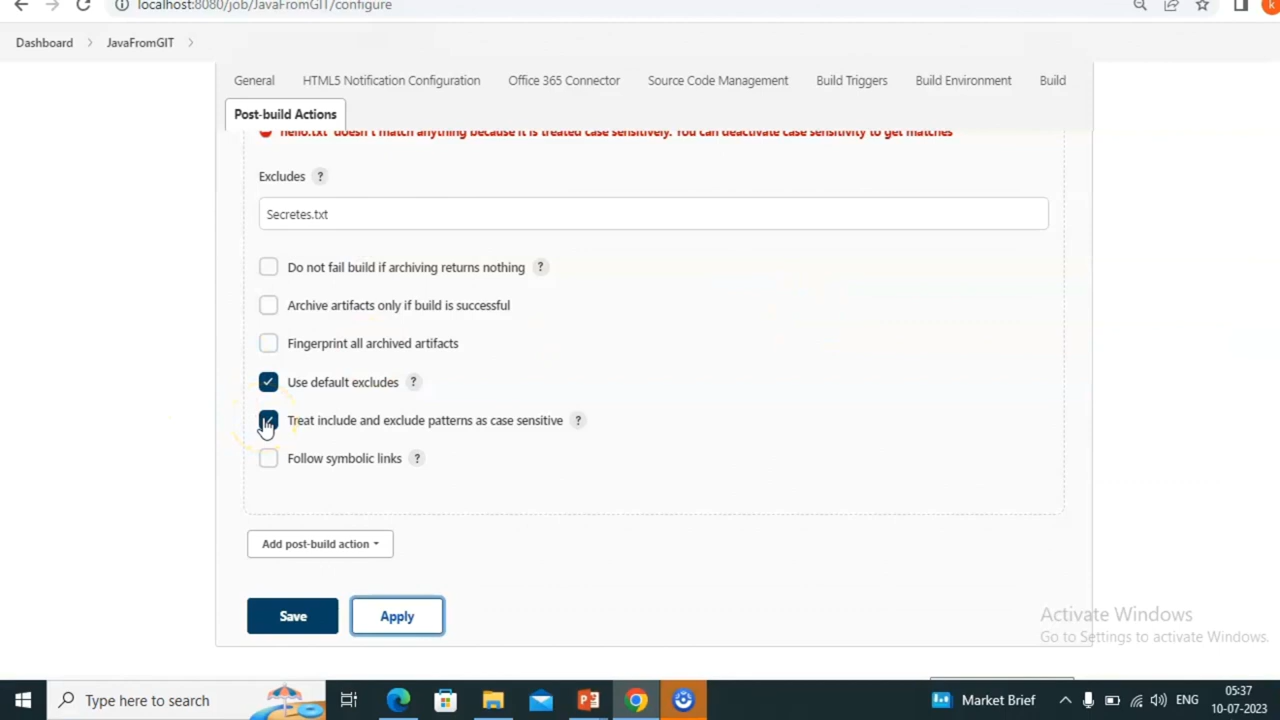 localhost:8080/job/JavaFromGIT/configure
k
Dashboard > JavaFromGIT >
General HTML5 Notification Configuration Office 365 Connector Source Code Management Build Triggers Build Environment Build
Post-build Actions
'hello.txt' doesn't match anything because it is treated case sensitively. You can deactivate case sensitivity to get matches
Excludes ?
Secretes.txt
Do not fail build if archiving returns nothing ?
Archive artifacts only if build is successful
Fingerprint all archived artifacts
Use default excludes ?
Treat include and exclude patterns as case sensitive ?
Follow symbolic links ?
Add post-build action
Save Apply
Activate Windows
Go to Settings to activate Windows.
Type here to search
Market Brief
ENG
05:37
10-07-2023